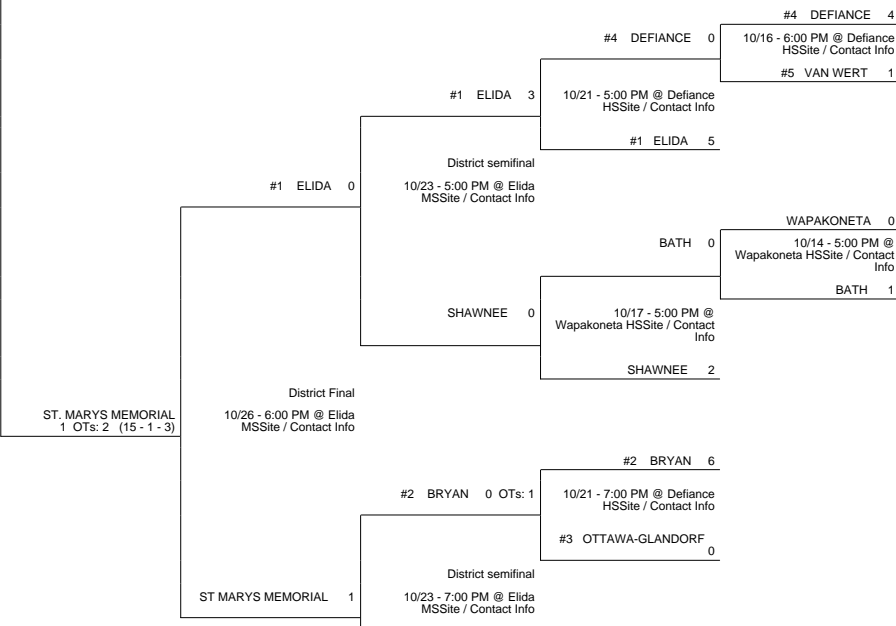 #4 DEFIANCE 4
10/16 - 6:00 PM @ Defiance
HSSite / Contact Info
#5 VAN WERT 1
#4 DEFIANCE 0
10/21 - 5:00 PM @ Defiance
HSSite / Contact Info
#1 ELIDA 5
#1 ELIDA 3
District semifinal
10/23 - 5:00 PM @ Elida
MSSite / Contact Info
WAPAKONETA 0
10/14 - 5:00 PM @
Wapakoneta HSSite / Contact
Info
BATH 1
BATH 0
10/17 - 5:00 PM @
Wapakoneta HSSite / Contact
Info
SHAWNEE 2
SHAWNEE 0
#1 ELIDA 0
District Final
10/26 - 6:00 PM @ Elida
MSSite / Contact Info
ST. MARYS MEMORIAL
1 OTs: 2 (15 - 1 - 3)
#2 BRYAN 6
10/21 - 7:00 PM @ Defiance
HSSite / Contact Info
#3 OTTAWA-GLANDORF
0
#2 BRYAN 0 OTs: 1
District semifinal
10/23 - 7:00 PM @ Elida
MSSite / Contact Info
ST MARYS MEMORIAL 1